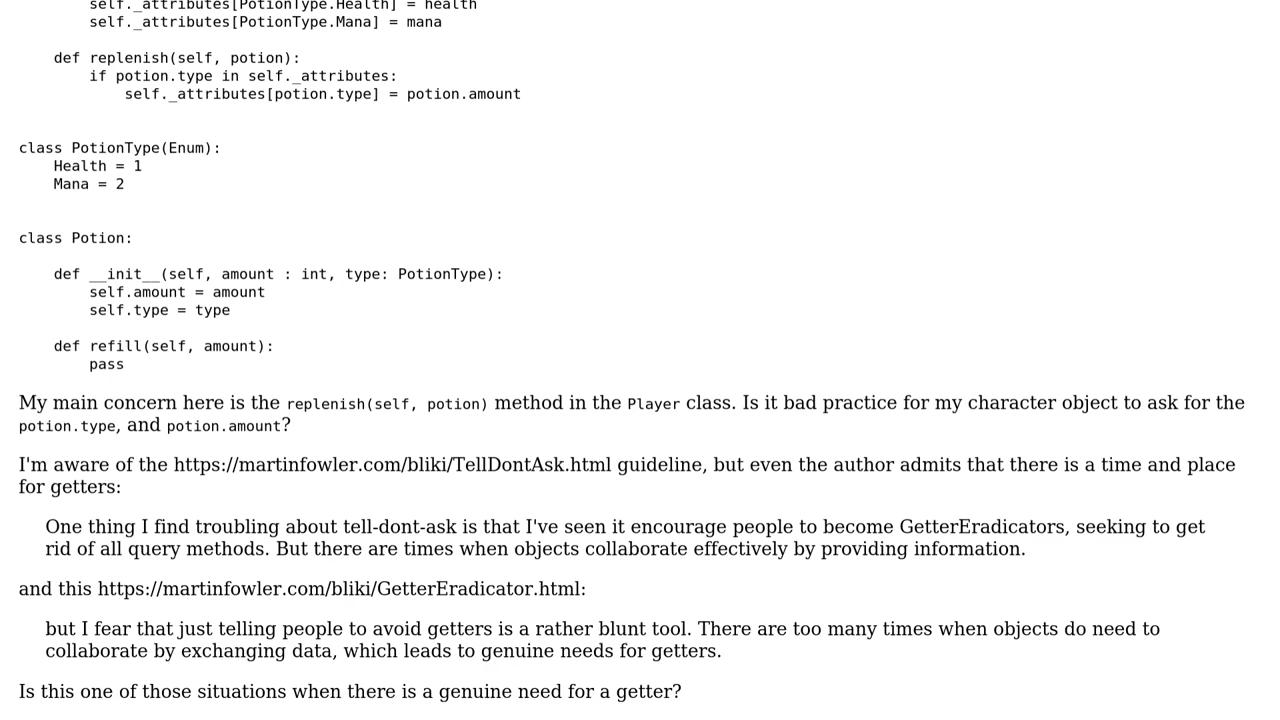 self._attributes[PotionType.Health] = health
self._attributes[PotionType.Mana] = mana
def replenish(self, potion):
if potion.type in self._attributes:
self._attributes[potion.type] = potion.amount
class PotionType(Enum):
Health = 1
Mana = 2
class Potion:
def __init__(self, amount : int, type: PotionType):
self.amount = amount
self.type = type
def refill(self, amount):
pass
My main concern here is the replenish(self, potion) method in the Player class. Is it bad practice for my character object to ask for the
potion.type, and potion.amount?
I'm aware of the https://martinfowler.com/bliki/TellDontAsk.html guideline, but even the author admits that there is a time and place
for getters:
One thing I find troubling about tell-dont-ask is that I've seen it encourage people to become GetterEradicators, seeking to get
rid of all query methods. But there are times when objects collaborate effectively by providing information.
and this https://martinfowler.com/bliki/GetterEradicator.html:
but I fear that just telling people to avoid getters is a rather blunt tool. There are too many times when objects do need to
collaborate by exchanging data, which leads to genuine needs for getters.
Is this one of those situations when there is a genuine need for a getter?